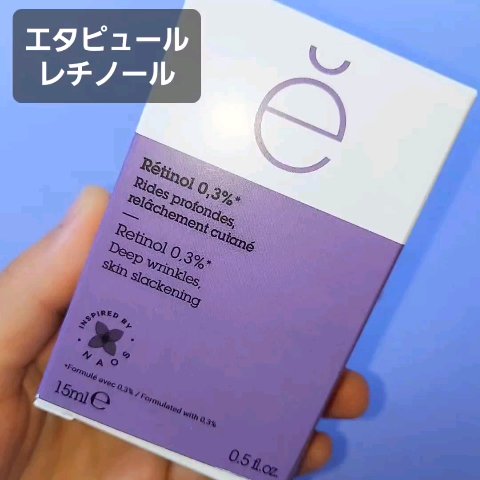 エタピュール
レチノール
ĕ
Rétinol 0,3%*
Rides profondes,
relâchement cutané
Retinol 0.3%*
Deep wrinkles,
skin slackening
INSPIRED BY
NAOS
*Formulé avec 0,3% / Formulated with 0.3%
15ml e
0.5 fl.oz.